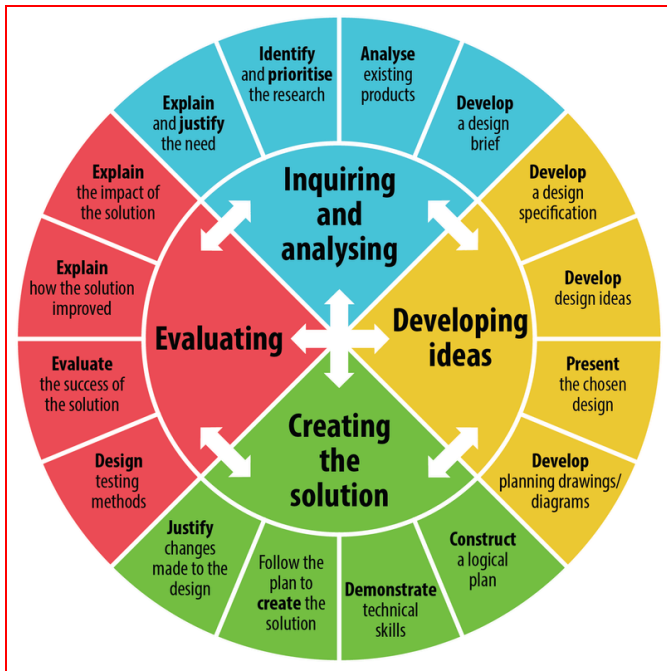 Explain
and justify
the need
Identify
and prioritise
the research
Analyse
existing
products
Develop
a design
brief
Inquiring
and
analysing
Develop
a design
specification
Develop
design ideas
Present
the chosen
design
Develop
planning drawings/
diagrams
Developing
ideas
Construct
a logical
plan
Demonstrate
technical
skills
Follow the
plan to
create the
solution
Justify
changes
made to the
design
Creating
the
solution
Design
testing
methods
Evaluate
the success of
the solution
Explain
how the solution
improved
Explain
the impact of
the solution
Evaluating